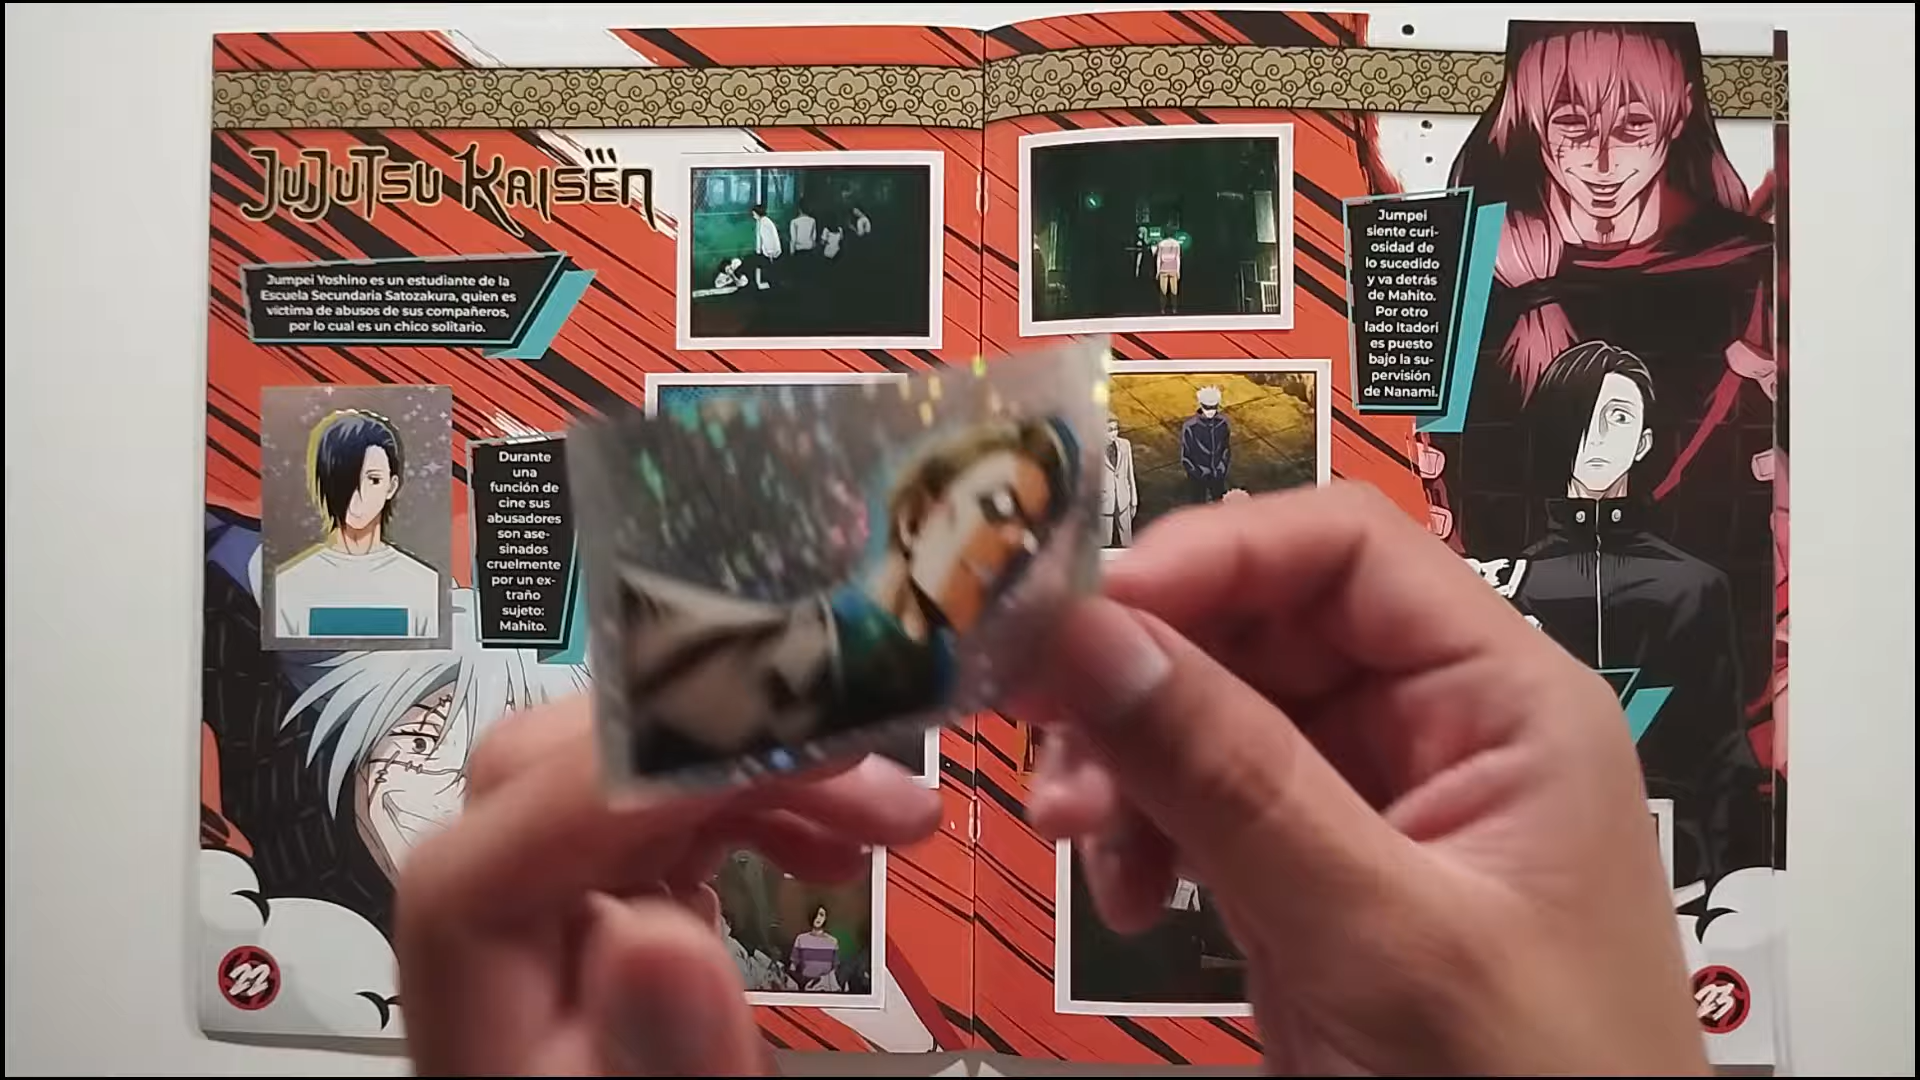 JUJUTSU KAISEN
Jumpei Yoshino es un estudiante de la
Escuela Secundaria Satozakura, quien es
víctima de abusos de sus compañeros,
por lo cual es un chico solitario.
Durante
una
función de
cine sus
abusadores
son ase-
sinados
cruelmente
por un ex-
traño
sujeto:
Mahito.
22
Jumpei
siente curi-
osidad de
lo sucedido
y va detrás
de Mahito.
Por otro
lado Itadori
es puesto
bajo la su-
pervisión
de Nanami.
23